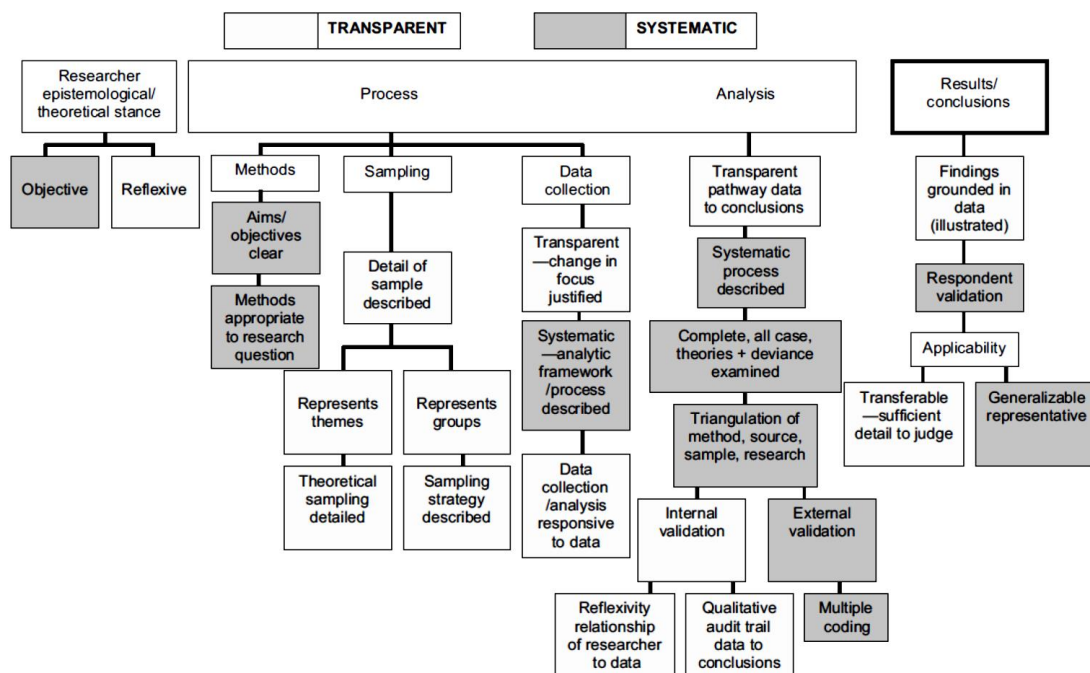 TRANSPARENT
SYSTEMATIC
Researcher
epistemological/
theoretical stance
Process
Analysis
Results/
conclusions
Objective
Reflexive
Methods
Sampling
Data
collection
Transparent
pathway data
to conclusions
Findings
grounded in
data
(illustrated)
Aims/
objectives
clear
Methods
appropriate
to research
question
Detail of
sample
described
Represents
themes
Represents
groups
Theoretical
sampling
detailed
Sampling
strategy
described
Transparent
—change in
focus
justified
Systematic
—analytic
framework
/process
described
Data
collection
/analysis
responsive
to data
Systematic
process
described
Complete, all case,
theories + deviance
examined
Triangulation of
method, source,
sample, research
Internal
validation
External
validation
Reflexivity
relationship
of researcher
to data
Qualitative
audit trail
data to
conclusions
Multiple
coding
Respondent
validation
Applicability
Transferable
—sufficient
detail to judge
Generalizable
representative